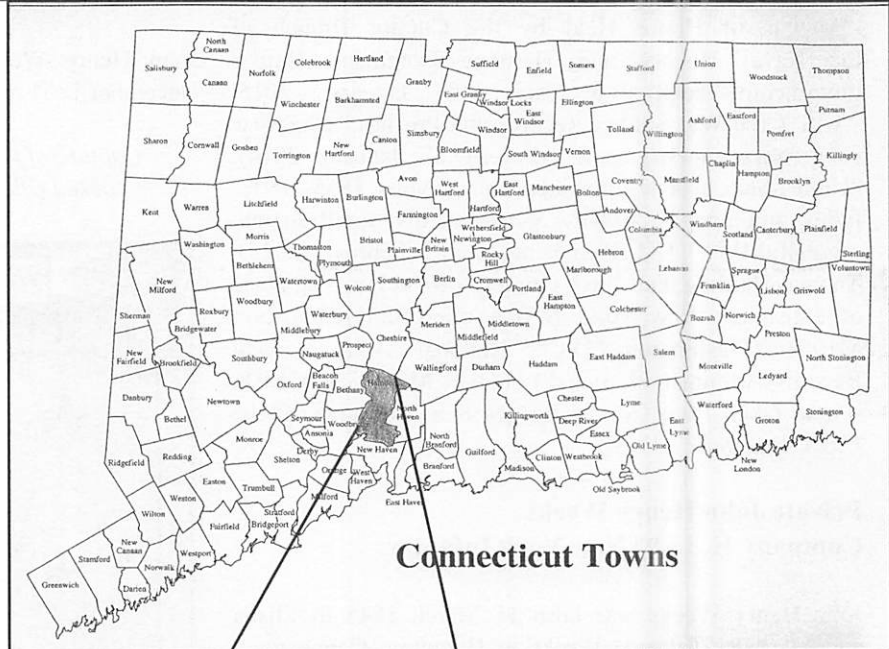 North Canaan
Salisbury
Canaan
Norfolk
Colebrook
Hartland
Granby
Suffield
Enfield
Somers
Stafford
Union
Woodstock
Thompson
East Granby
Windsor Locks
Winchester
Barkhamsted
Simsbury
Windsor
East Windsor
Ellington
Putnam
Sharon
Cornwall
Goshen
Torrington
New Hartford
Canton
Bloomfield
South Windsor
Vernon
Tolland
Willington
Ashford
Eastford
Pomfret
Killingly
Kent
Warren
Litchfield
Harwinton
Burlington
Avon
West Hartford
Hartford
East Hartford
Manchester
Bolton
Coventry
Mansfield
Chaplin
Hampton
Brooklyn
Farmington
Wethersfield
Newington
Glastonbury
Andover
Columbia
Windham
Scotland
Canterbury
Plainfield
Sterling
Voluntown
Washington
Morris
Bethlehem
Thomaston
Plymouth
Bristol
Plainville
New Britain
Rocky Hill
Hebron
Marlborough
Lebanon
Sprague
Franklin
Lisbon
Griswold
New Milford
Watertown
Wolcott
Southington
Berlin
Cromwell
Portland
East Hampton
Colchester
Bozrah
Norwich
Preston
Sherman
Roxbury
Bridgewater
Woodbury
Waterbury
Middlebury
Cheshire
Meriden
Middletown
Middlefield
North Stonington
New Fairfield
Brookfield
Southbury
Naugatuck
Prospect
Wallingford
Durham
Haddam
East Haddam
Salem
Montville
Ledyard
Danbury
Bethel
Newtown
Oxford
Beacon Falls
Bethany
North Haven
Killingworth
Chester
Deep River
Essex
Lyme
Waterford
Groton
Stonington
Seymour
Ansonia
Derby
New Haven
North Branford
Guilford
Branford
Madison
Clinton
Westbrook
Old Lyme
East Lyme
New London
Old Saybrook
Ridgefield
Redding
Monroe
Shelton
Orange
West Haven
Milford
East Haven
Easton
Trumbull
Stratford
Bridgeport
Wilton
Weston
Fairfield
Westport
Norwalk
New Canaan
Darien
Stamford
Greenwich
Connecticut Towns